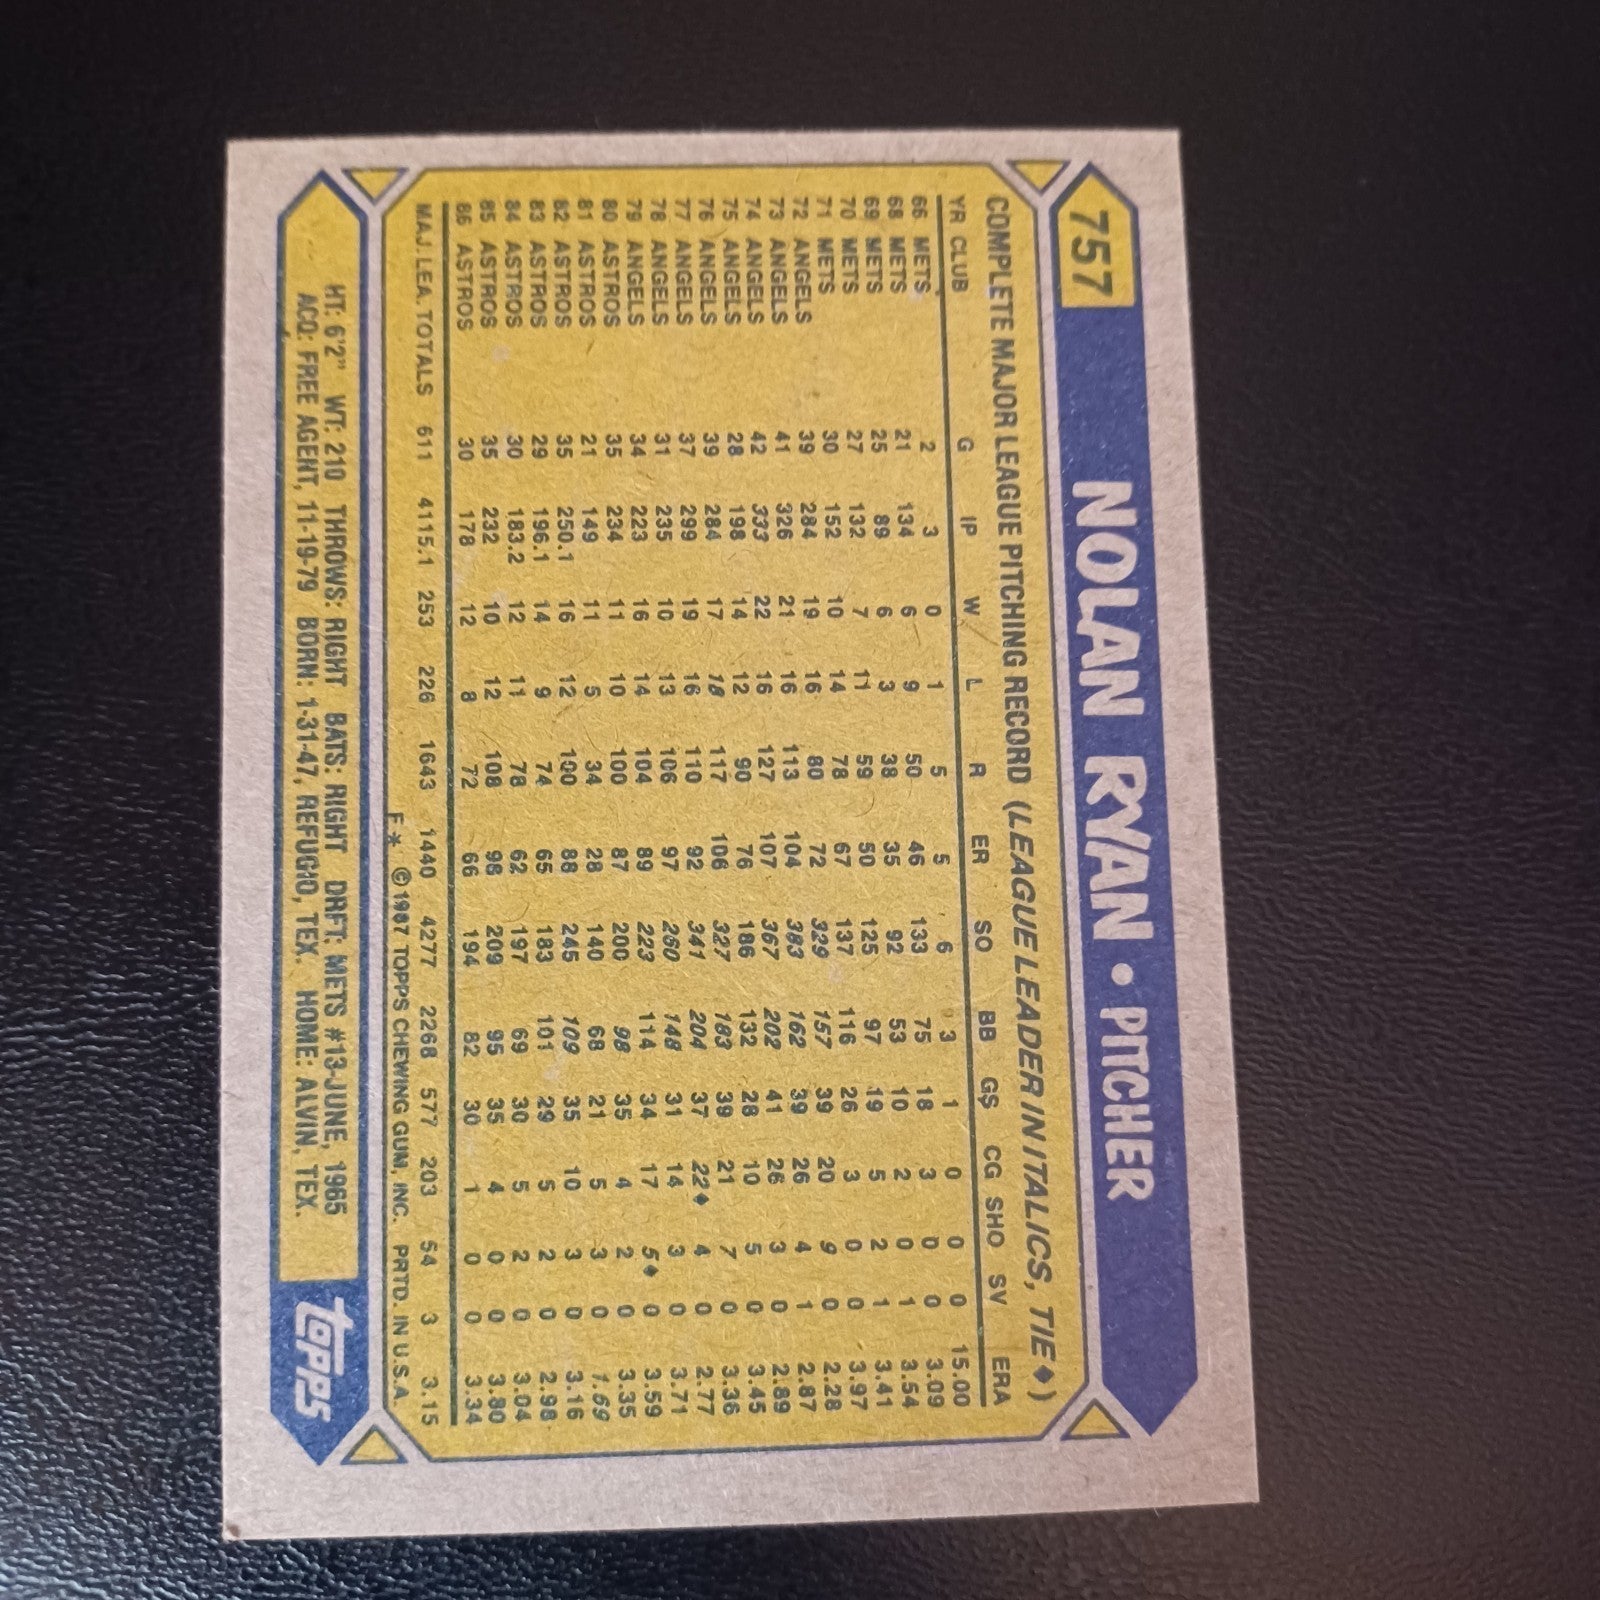 757 NOLAN RYAN • PITCHER
COMPLETE MAJOR LEAGUE PITCHING RECORD (LEAGUE LEADER IN ITALICS, TIE♦)
YR CLUB G IP W L R ER SO BB GS CG SHO SV ERA
66 METS 2 3 0 1 5 5 6 3 1 0 0 0 15.00
68 METS 21 134 6 9 50 46 133 75 18 3 0 0 3.09
69 METS 25 89 6 3 38 35 92 53 10 2 0 1 3.54
70 METS 27 132 7 11 59 50 125 97 19 5 2 1 3.41
71 METS 30 152 10 14 78 67 137 116 26 3 0 0 3.97
72 ANGELS 39 284 19 16 80 72 329 157 39 20 9 0 2.28
73 ANGELS 41 326 21 16 113 104 383 162 39 26 4 1 2.87
74 ANGELS 42 333 22 16 127 107 367 202 41 26 3 0 2.89
75 ANGELS 28 198 14 12 90 76 186 132 28 10 5 0 3.45
76 ANGELS 39 284 17 18 117 106 327 183 39 21 7 0 3.36
77 ANGELS 37 299 19 16 110 92 341 204 37 22♦ 4 0 2.77
78 ANGELS 31 235 10 13 106 97 260 148 31 14 3 0 3.71
79 ANGELS 34 223 16 14 104 89 223 114 34 17 5♦ 0 3.59
80 ASTROS 35 234 11 10 100 87 200 98 35 4 2 0 3.35
81 ASTROS 21 149 11 5 34 28 140 68 21 5 3 0 1.69
82 ASTROS 35 250.1 16 12 100 88 245 109 35 10 3 0 3.16
83 ASTROS 29 196.1 14 9 74 65 183 101 29 5 2 0 2.98
84 ASTROS 30 183.2 12 11 78 62 197 69 30 5 2 0 3.04
85 ASTROS 35 232 10 12 108 98 209 95 35 4 0 0 3.80
86 ASTROS 30 178 12 8 72 66 194 82 30 1 0 0 3.34
MAJ. LEA. TOTALS 611 4115.1 253 226 1643 1440 4277 2268 577 203 54 3 3.15
F* ©1987 TOPPS CHEWING GUM, INC. PRTD. IN U.S.A.
HT: 6'2" WT: 210 THROWS: RIGHT BATS: RIGHT DRFT: METS #13-JUNE, 1965
ACQ: FREE AGENT, 11-19-79 BORN: 1-31-47, REFUGIO, TEX. HOME: ALVIN, TEX.
topps